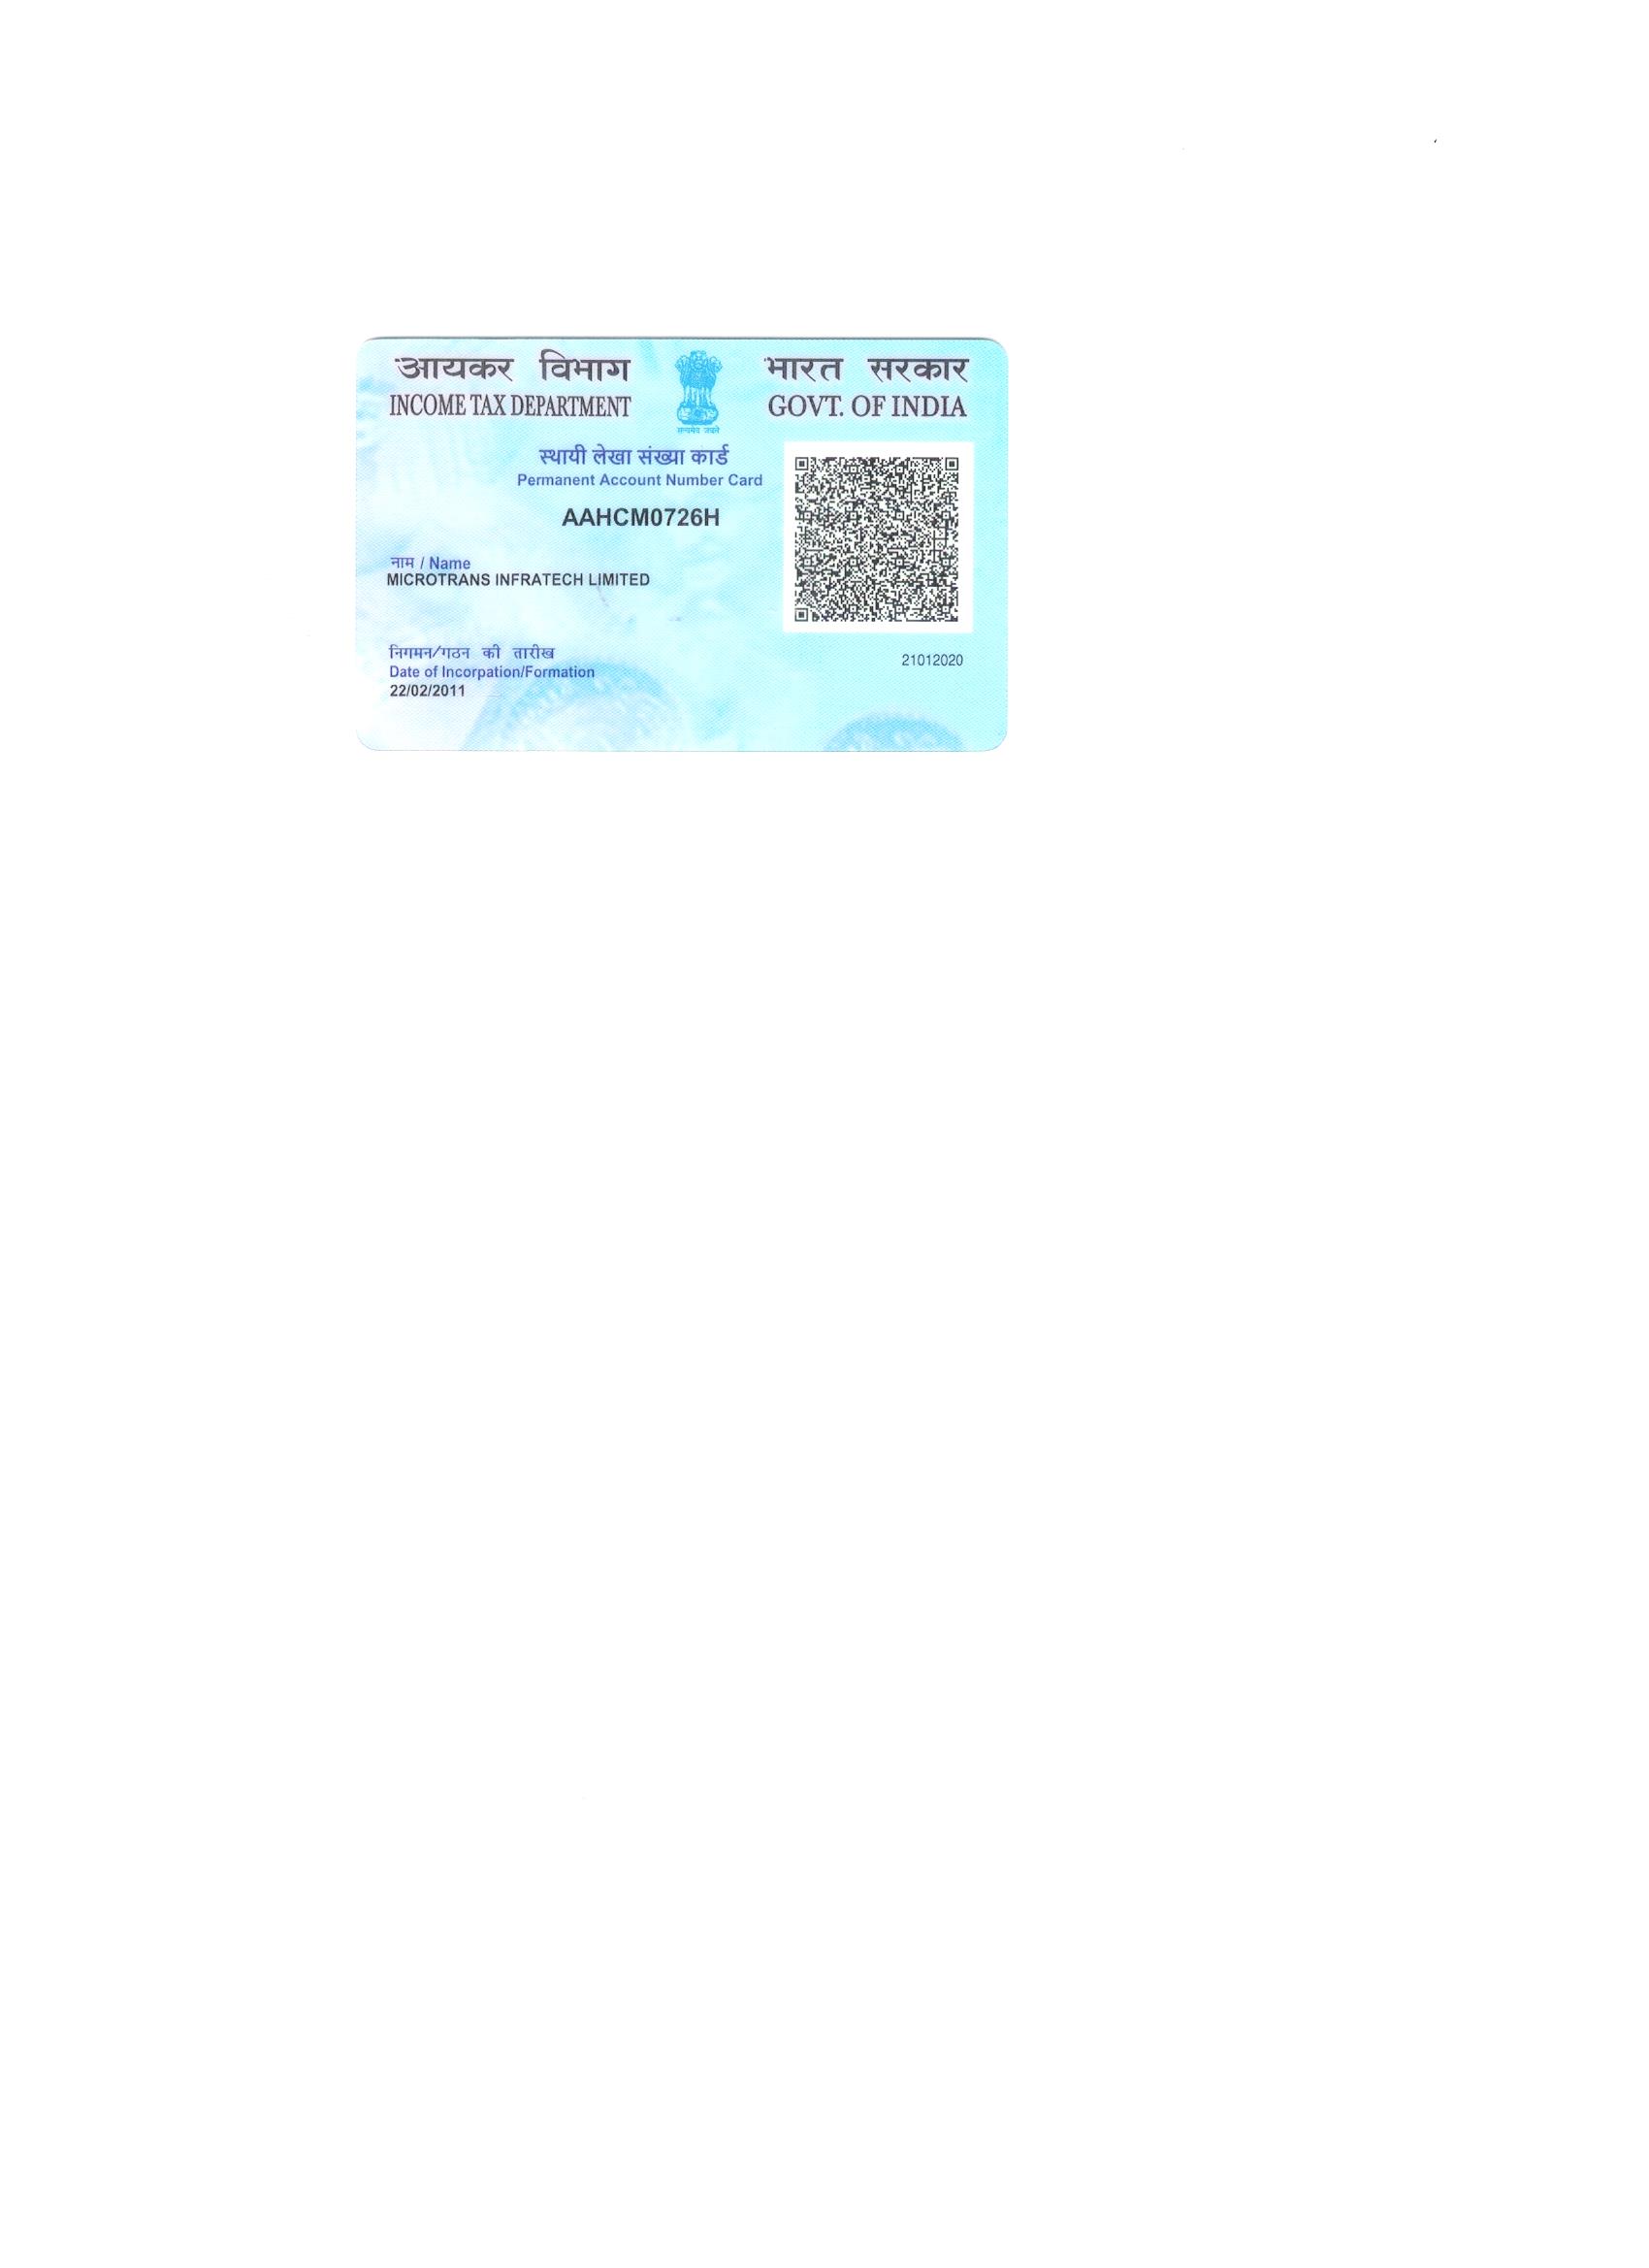 आयकर विभाग
INCOME TAX DEPARTMENT
सत्यमेव जयते
भारत सरकार
GOVT. OF INDIA
स्थायी लेखा संख्या कार्ड
Permanent Account Number Card
AAHCM0726H
नाम / Name
MICROTRANS INFRATECH LIMITED
निगमन/गठन की तारीख
Date of Incorpation/Formation
22/02/2011
21012020